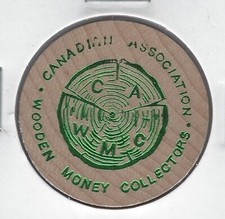 · CANADIAN ASSOCIATION ·
WOODEN MONEY COLLECTORS
C A
W M C